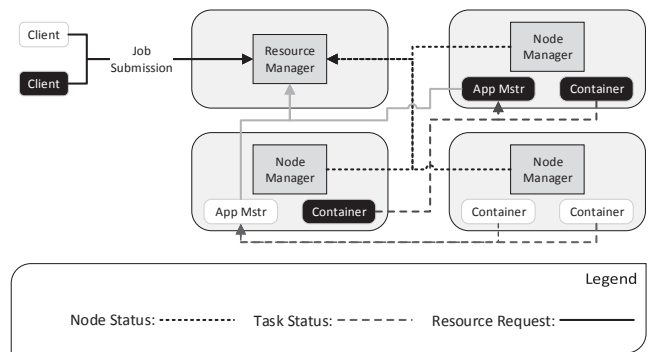 Client
Client
Job
Submission
Resource
Manager
Node
Manager
App Mstr
Container
Node
Manager
App Mstr
Container
Node
Manager
Container
Container
Legend
Node Status:
Task Status:
Resource Request: